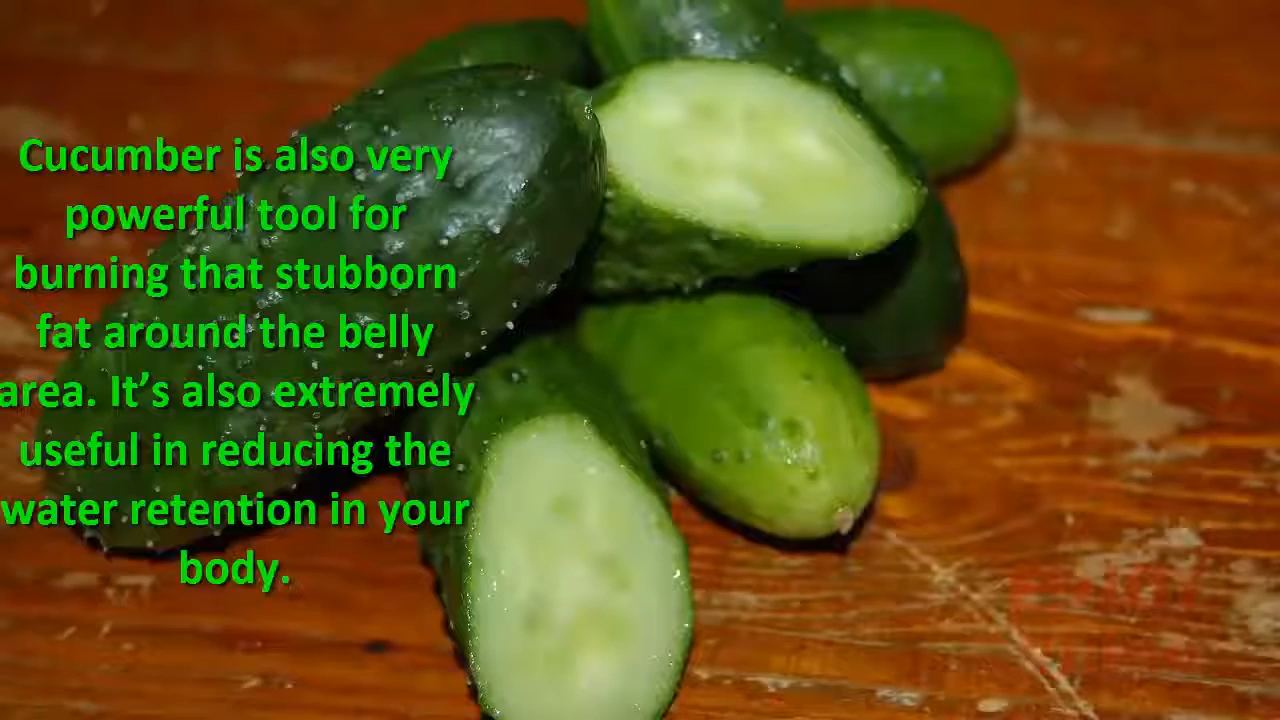 Cucumber is also very
powerful tool for
burning that stubborn
fat around the belly
area. It’s also extremely
useful in reducing the
water retention in your
body.